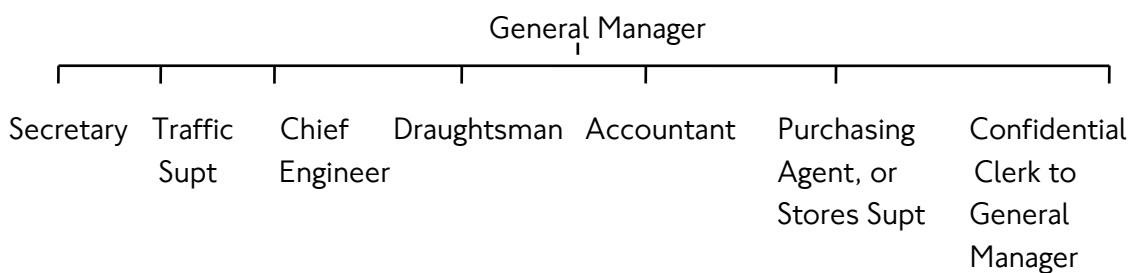 General Manager
Secretary Traffic Supt
Chief Engineer
Draughtsman
Accountant
Purchasing Agent, or Stores Supt
Confidential Clerk to General Manager